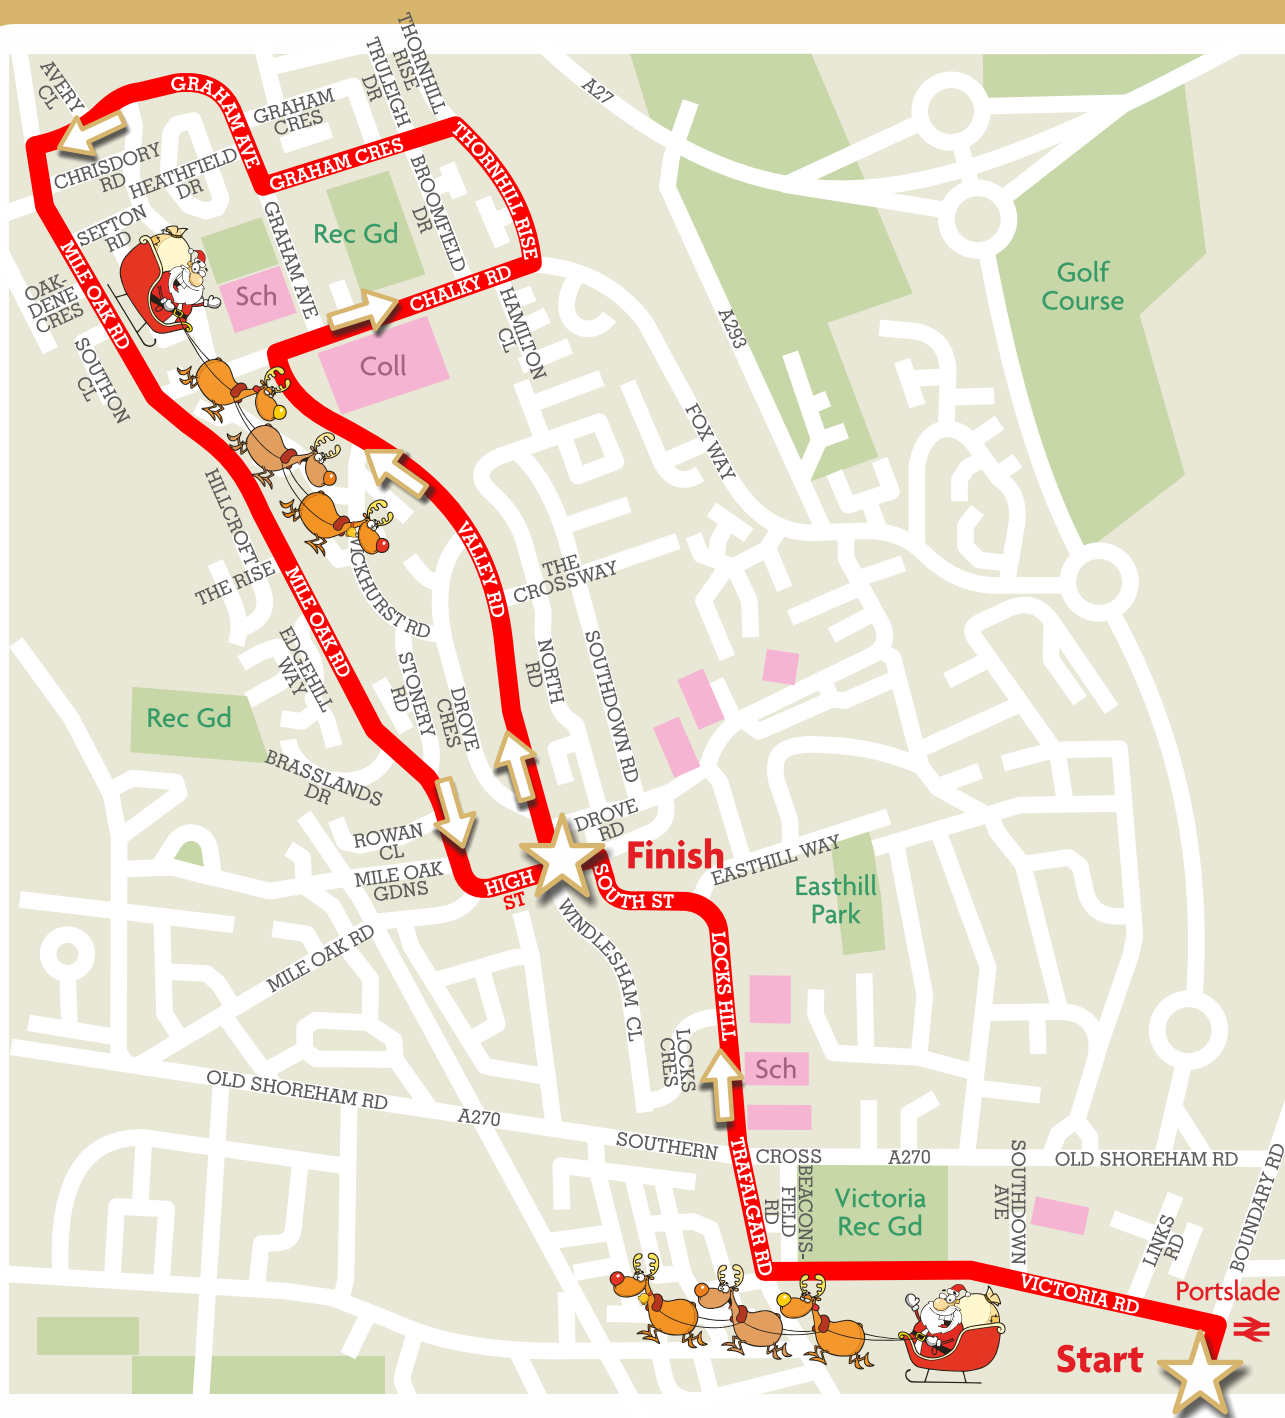 THORNHILL
RISE
TRULEIGH
DR
AVERY
CL
A27
GRAHAM AVE
GRAHAM
CRES
GRAHAM CRES
THORNHILL RISE
CHRISDORY
RD
HEATHFIELD
DR
BROOMFIELD
DR
SEFTON
RD
GRAHAM AVE
Rec Gd
MILE OAK RD
Golf
Course
OAK-
DENE
CRES
Sch
CHALKY RD
HAMILTON
CL
A293
SOUTHON
CL
Coll
FOX WAY
HILLCROFT
THE RISE
VALLEY RD
THE
CROSSWAY
MILE OAK RD
VICKHURST RD
EDGEHILL
WAY
STONERY
RD
DROVE
CRES
NORTH
RD
SOUTHDOWN RD
Rec Gd
BRASSLANDS
DR
ROWAN
CL
MILE OAK
GDNS
DROVE
RD
Finish
EASTHILL WAY
HIGH
ST
SOUTH ST
Easthill
Park
MILE OAK RD
WINDLESHAM CL
LOCKS HILL
LOCKS
CRES
Sch
OLD SHOREHAM RD
A270
SOUTHERN
CROSS
A270
OLD SHOREHAM RD
TRAFALGAR RD
BEACONS-
FIELD
RD
Victoria
Rec Gd
SOUTHDOWN
AVE
LINKS
RD
BOUNDARY RD
VICTORIA RD
Portslade
Start